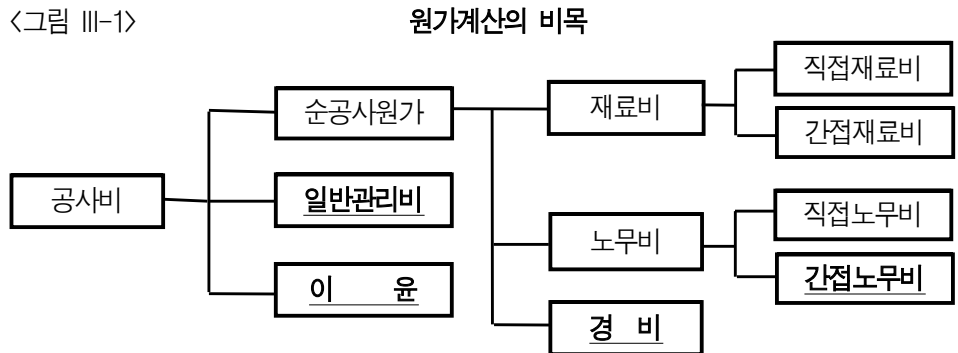 〈그림 Ⅲ-1〉 원가계산의 비목
직접재료비
순공사원가 재료비
간접재료비
공사비 일반관리비
직접노무비
노무비
이 윤 간접노무비
경 비